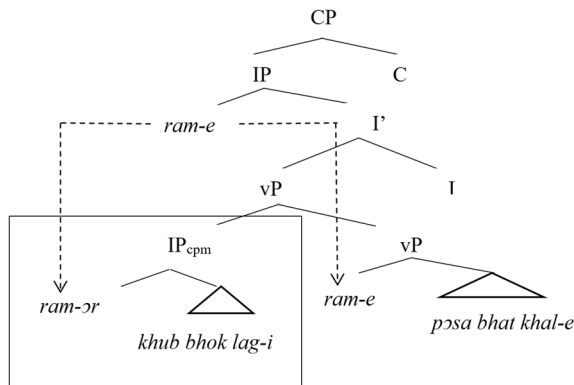 CP
IP C
ram-e I’
vP I
IPcpm vP
ram-ɔr ram-e
khub bhok lag-i pɔsa bhat khal-e